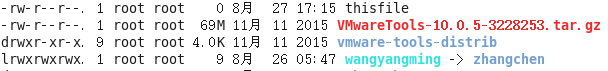 -rw-r--r--. 1 root root 0 8月 27 17:15 thisfile
-rw-r--r--. 1 root root 69M 11月 11 2015 VMwareTools-10.0.5-3228253.tar.gz
drwxr-xr-x. 9 root root 4.0K 11月 11 2015 vmware-tools-distrib
lrwxrwxrwx. 1 root root 9 8月 26 05:47 wangyangming -> zhangchen